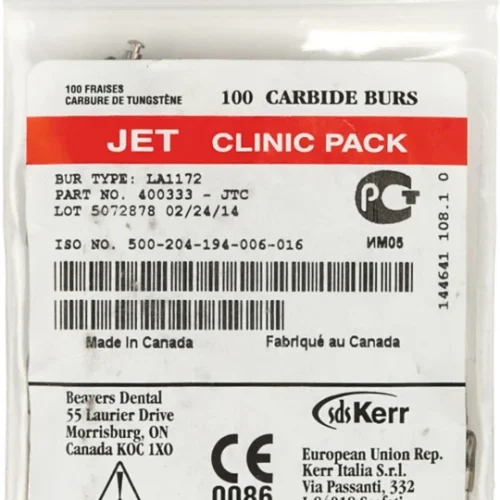 100 FRAISES
CARBURE DE TUNGSTÈNE
100 CARBIDE BURS
JET CLINIC PACK
BUR TYPE: LA1172
PART NO. 400333 - JTC
LOT 5072878 02/24/14
ISO NO. 500-204-194-006-016
РСТ
ИМ05
144641 108.1 0
Made in Canada
Fabriqué au Canada
Beavers Dental
55 Laurier Drive
Morrisburg, ON
Canada K0C 1X0
CE
0086
sdsKerr
European Union Rep.
Kerr Italia S.r.l.
Via Passanti, 332